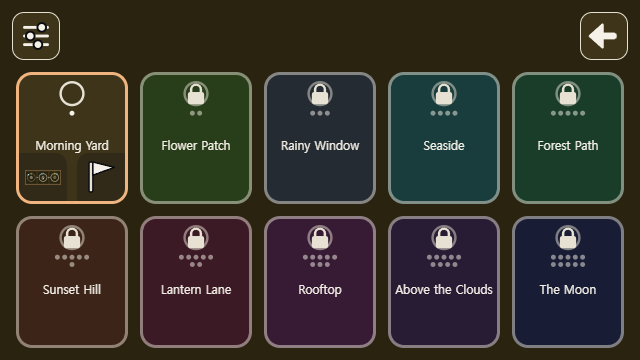 Morning Yard
Flower Patch
Rainy Window
Seaside
Forest Path
Sunset Hill
Lantern Lane
Rooftop
Above the Clouds
The Moon